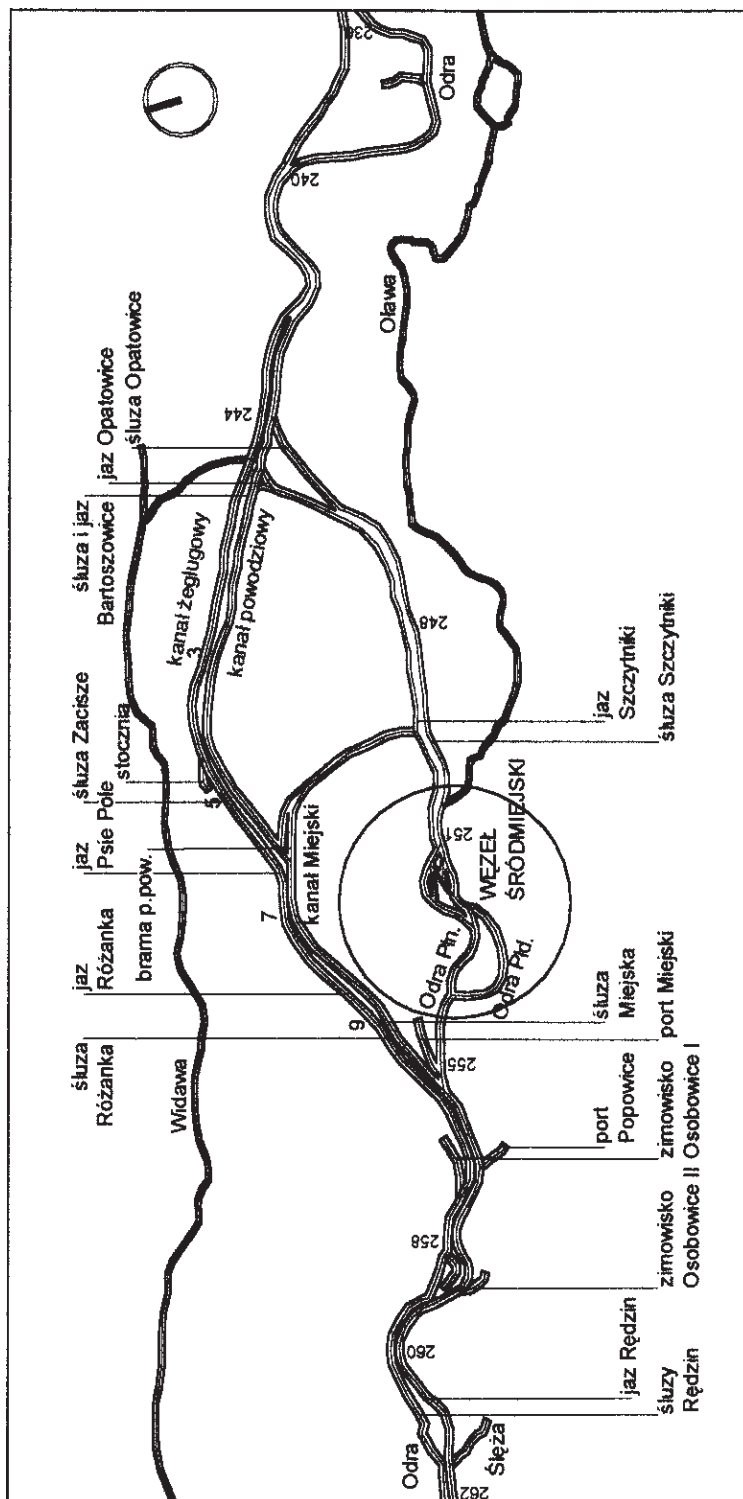 śluza
Różanka
jaz
Różanka
brama p.pow.
jaz
Psie Pole
śluza Zacisze
stocznia
śluza i jaz
Bartoszowice
jaz Opatowice
śluza Opatowice
Widawa
kanał żeglugowy
kanał powodziowy
3
5
7
9
244
240
236
kanał Miejski
Odra
Oława
248
251
WĘZEŁ
ŚRÓDMIEJSKI
Odra Płn.
Odra Płd.
255
258
260
262
Odra
Ślęża
jaz Rędzin
śluzy
Rędzin
zimowisko
Osobowice II
port
Popowice
zimowisko
Osobowice I
śluza
Miejska
port Miejski
jaz
Szczytniki
śluza Szczytniki